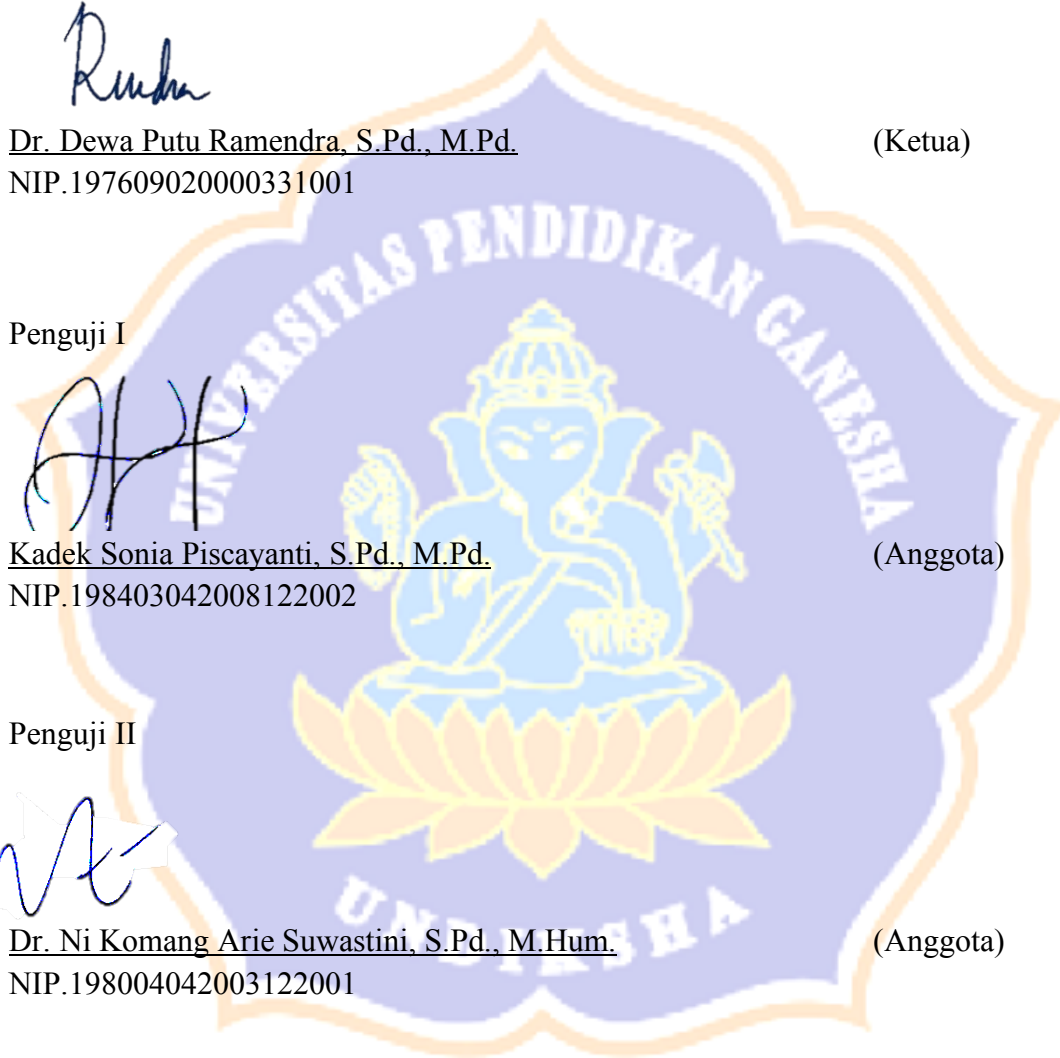 Dr. Dewa Putu Ramendra, S.Pd., M.Pd. (Ketua)
NIP.197609020000331001
UNIVERSITAS PENDIDIKAN GANESHA
Penguji I
Kadek Sonia Piscayanti, S.Pd., M.Pd. (Anggota)
NIP.198403042008122002
Penguji II
UNDIKSHA
Dr. Ni Komang Arie Suwastini, S.Pd., M.Hum. (Anggota)
NIP.198004042003122001